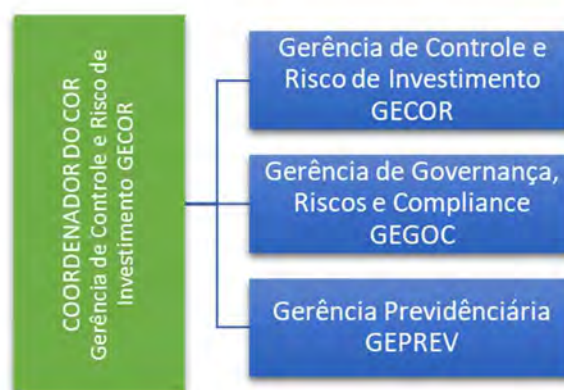 COORDENADOR DO COR
Gerência de Controle e Risco de
Investimento GECOR
Gerência de Controle e
Risco de Investimento
GECOR
Gerência de Governança,
Riscos e Compliance
GEGOC
Gerência Previdênciária
GEPREV